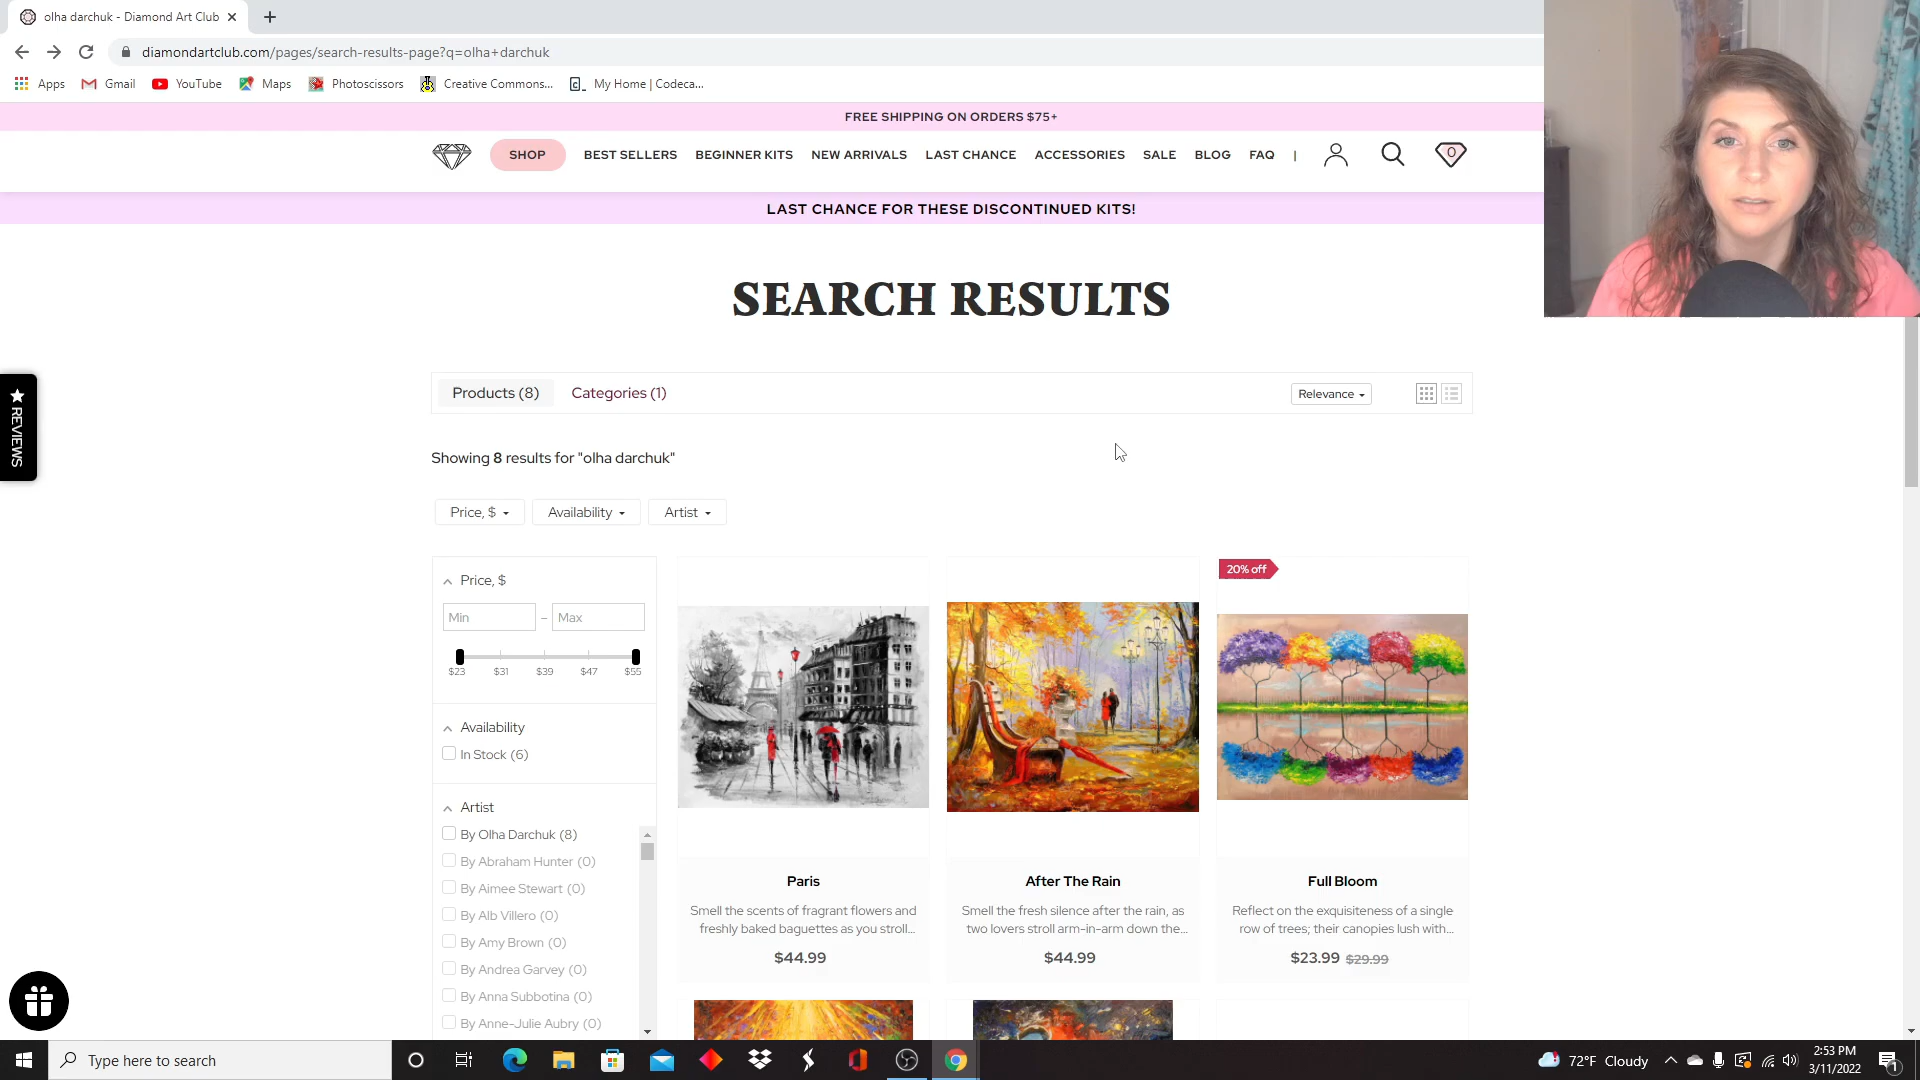 olha darchuk - Diamond Art Club
diamondartclub.com/pages/search-results-page?q=olha+darchuk
Apps Gmail YouTube Maps Photoscissors Creative Commons... My Home | Codeca...
FREE SHIPPING ON ORDERS $75+
SHOP BEST SELLERS BEGINNER KITS NEW ARRIVALS LAST CHANCE ACCESSORIES SALE BLOG FAQ | 0
LAST CHANCE FOR THESE DISCONTINUED KITS!
SEARCH RESULTS
Products (8) Categories (1) Relevance
★ REVIEWS
Showing 8 results for "olha darchuk"
Price, $ Availability Artist
Price, $
Min – Max
$23 $31 $39 $47 $55
Availability
In Stock (6)
Artist
By Olha Darchuk (8)
By Abraham Hunter (0)
By Aimee Stewart (0)
By Alb Villero (0)
By Amy Brown (0)
By Andrea Garvey (0)
By Anna Subbotina (0)
By Anne-Julie Aubry (0)
Paris
Smell the scents of fragrant flowers and
freshly baked baguettes as you stroll...
$44.99
After The Rain
Smell the fresh silence after the rain, as
two lovers stroll arm-in-arm down the...
$44.99
20% off
Full Bloom
Reflect on the exquisiteness of a single
row of trees; their canopies lush with...
$23.99 $29.99
Type here to search
72°F Cloudy
2:53 PM
3/11/2022
1